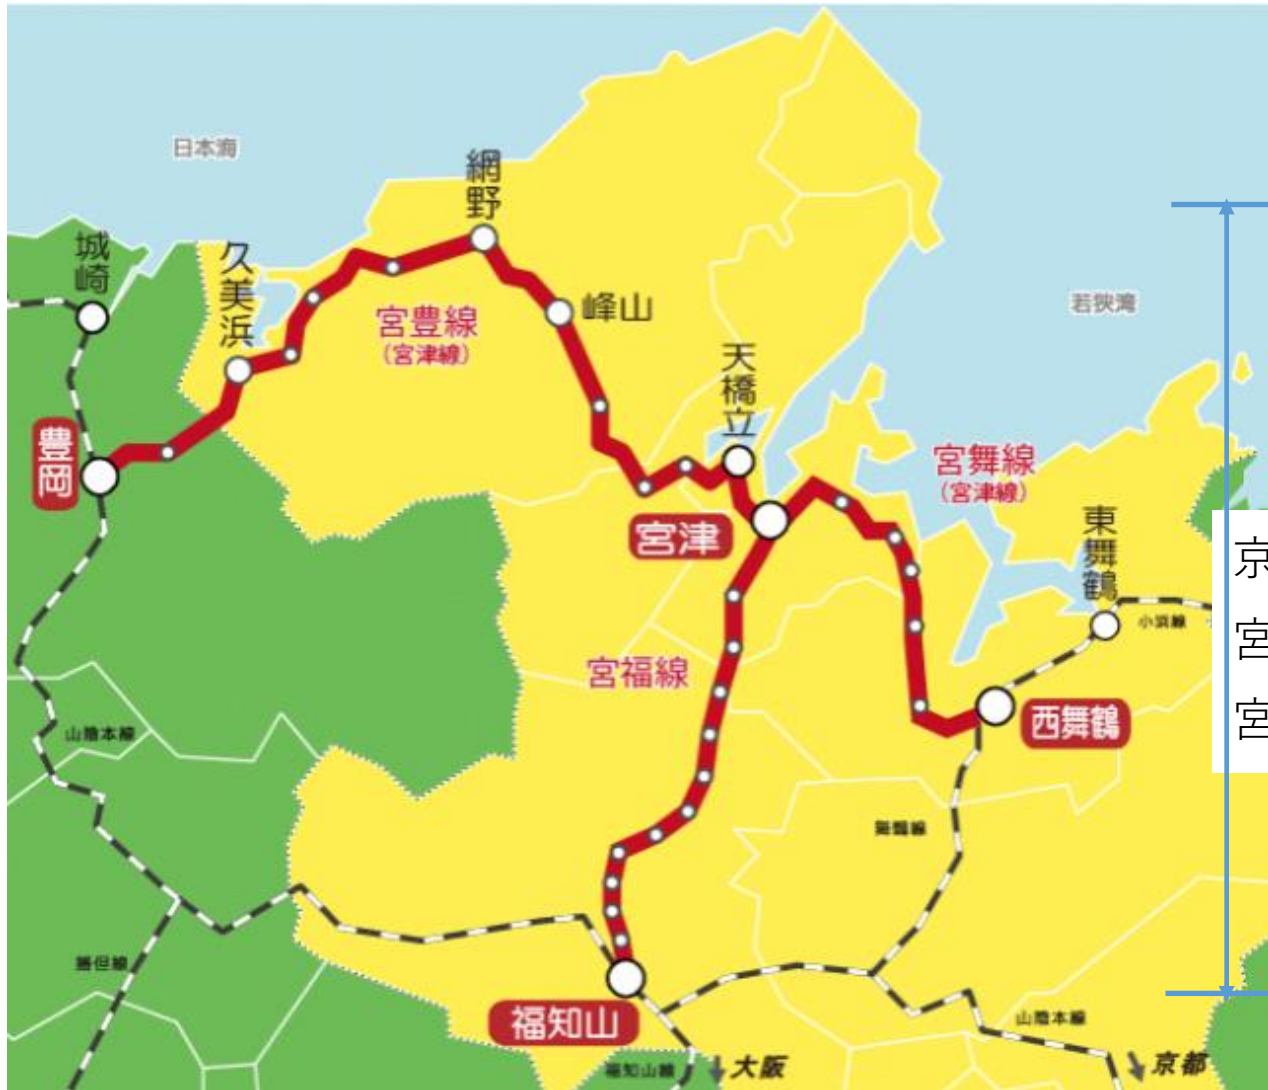 日本海
網野
城崎
久美浜
若狭湾
宮豊線
(宮津線)
峰山
天橋立
豊岡
宮舞線
(宮津線)
宮津
東舞鶴
京
小浜線
宮
宮福線
宮
西舞鶴
山陰本線
舞鶴線
播但線
福知山
山陰本線
福知山線
大阪
京都